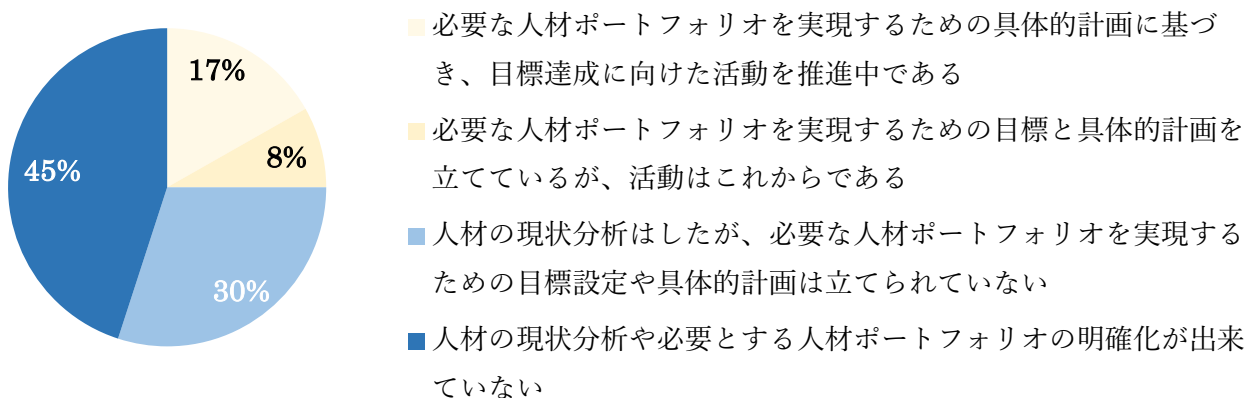 17%
8%
45%
30%
必要な人材ポートフォリオを実現するための具体的計画に基づ
き、目標達成に向けた活動を推進中である
必要な人材ポートフォリオを実現するための目標と具体的計画を
立てているが、活動はこれからである
人材の現状分析はしたが、必要な人材ポートフォリオを実現する
ための目標設定や具体的計画は立てられていない
人材の現状分析や必要とする人材ポートフォリオの明確化が出来
ていない